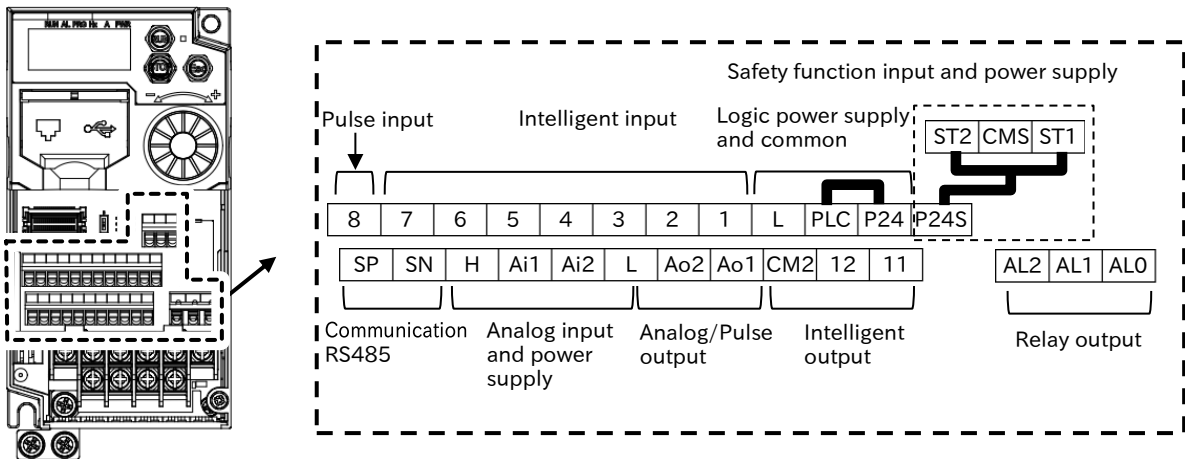 RUN AL PRG Hz A PWR
RUN
STOP
Esc
- +
Safety function input and power supply
Pulse input
Intelligent input
Logic power supply
and common
ST2 CMS ST1
8 7 6 5 4 3 2 1 L PLC P24 P24S
SP SN H Ai1 Ai2 L Ao2 Ao1 CM2 12 11
AL2 AL1 AL0
Communication
RS485
Analog input
and power
supply
Analog/Pulse
output
Intelligent
output
Relay output